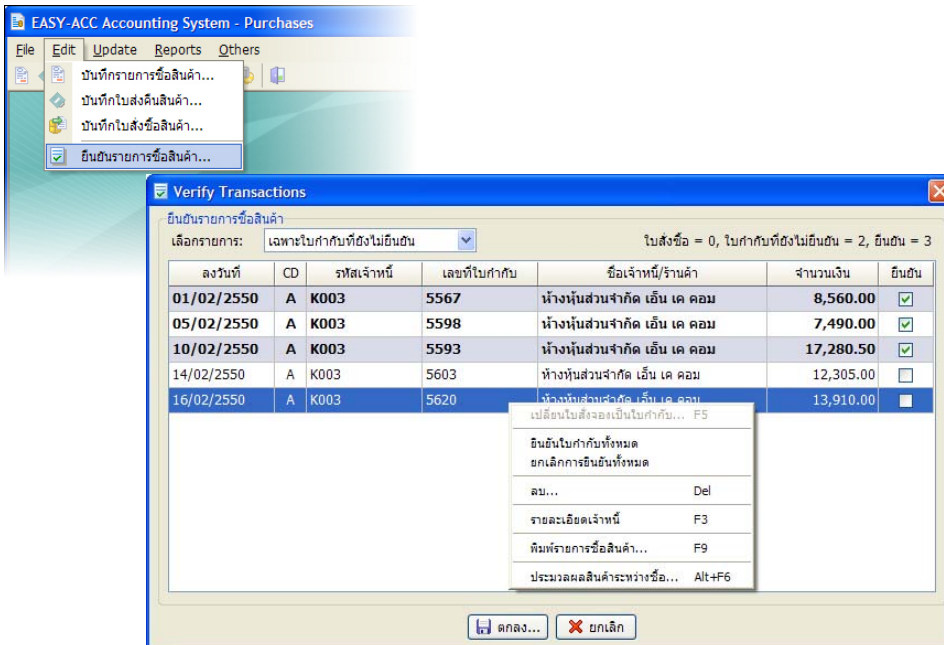 EASY-ACC Accounting System - Purchases
File Edit Update Reports Others
บันทึกรายการซื้อสินค้า...
บันทึกใบส่งคืนสินค้า...
บันทึกใบสั่งซื้อสินค้า...
ยืนยันรายการซื้อสินค้า...
Verify Transactions
ยืนยันรายการซื้อสินค้า
เลือกรายการ: เฉพาะใบกำกับที่ยังไม่ยืนยัน ใบสั่งซื้อ = 0, ใบกำกับที่ยังไม่ยืนยัน = 2, ยืนยัน = 3
ลงวันที่ CD รหัสเจ้าหนี้ เลขที่ใบกำกับ ชื่อเจ้าหนี้/ร้านค้า จำนวนเงิน ยืนยัน
01/02/2550 A K003 5567 ห้างหุ้นส่วนจำกัด เอ็น เค คอม 8,560.00
05/02/2550 A K003 5598 ห้างหุ้นส่วนจำกัด เอ็น เค คอม 7,490.00
10/02/2550 A K003 5593 ห้างหุ้นส่วนจำกัด เอ็น เค คอม 17,280.50
14/02/2550 A K003 5603 ห้างหุ้นส่วนจำกัด เอ็น เค คอม 12,305.00
16/02/2550 A K003 5620 ห้างหุ้นส่วนจำกัด เอ็น เค คอม 13,910.00
เปลี่ยนใบสั่งจองเป็นใบกำกับ... F5
ยืนยันใบกำกับทั้งหมด
ยกเลิกการยืนยันทั้งหมด
ลบ... Del
รายละเอียดเจ้าหนี้ F3
พิมพ์รายการซื้อสินค้า... F9
ประมวลผลสินค้าระหว่างซื้อ... Alt+F6
ตกลง... ยกเลิก